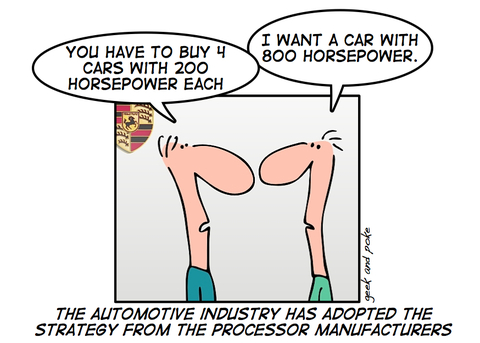 I WANT A CAR WITH
800 HORSEPOWER.
YOU HAVE TO BUY 4
CARS WITH 200
HORSEPOWER EACH
geek and poke
THE AUTOMOTIVE INDUSTRY HAS ADOPTED THE
STRATEGY FROM THE PROCESSOR MANUFACTURERS